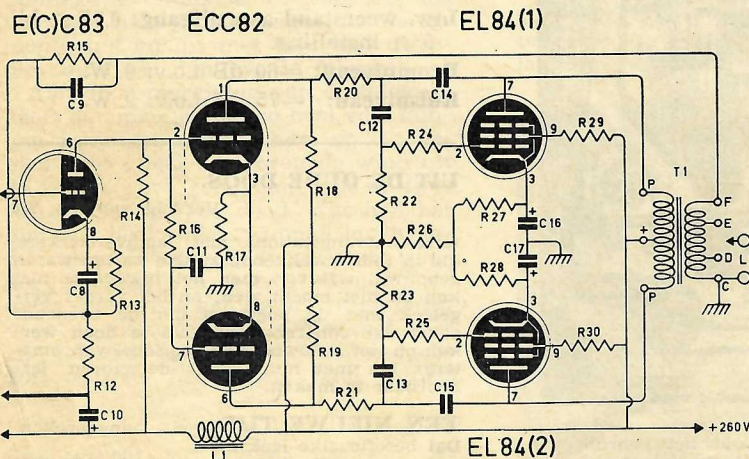 E(C)C83 ECC82 EL84(1)
R15
C9
6
7
8
C8
R13
R12
C10
R14
1
2
3
R16
C11
R17
8
7
6
R18
R19
L1
R20
R21
C12
C14
R22
R23
C13
C15
R24
R25
R26
R27
R28
7
9
2
3
C16
C17
3
2
9
7
R29
R30
P
+
P
T1
F
E
D
L
C
+260V
EL84(2)